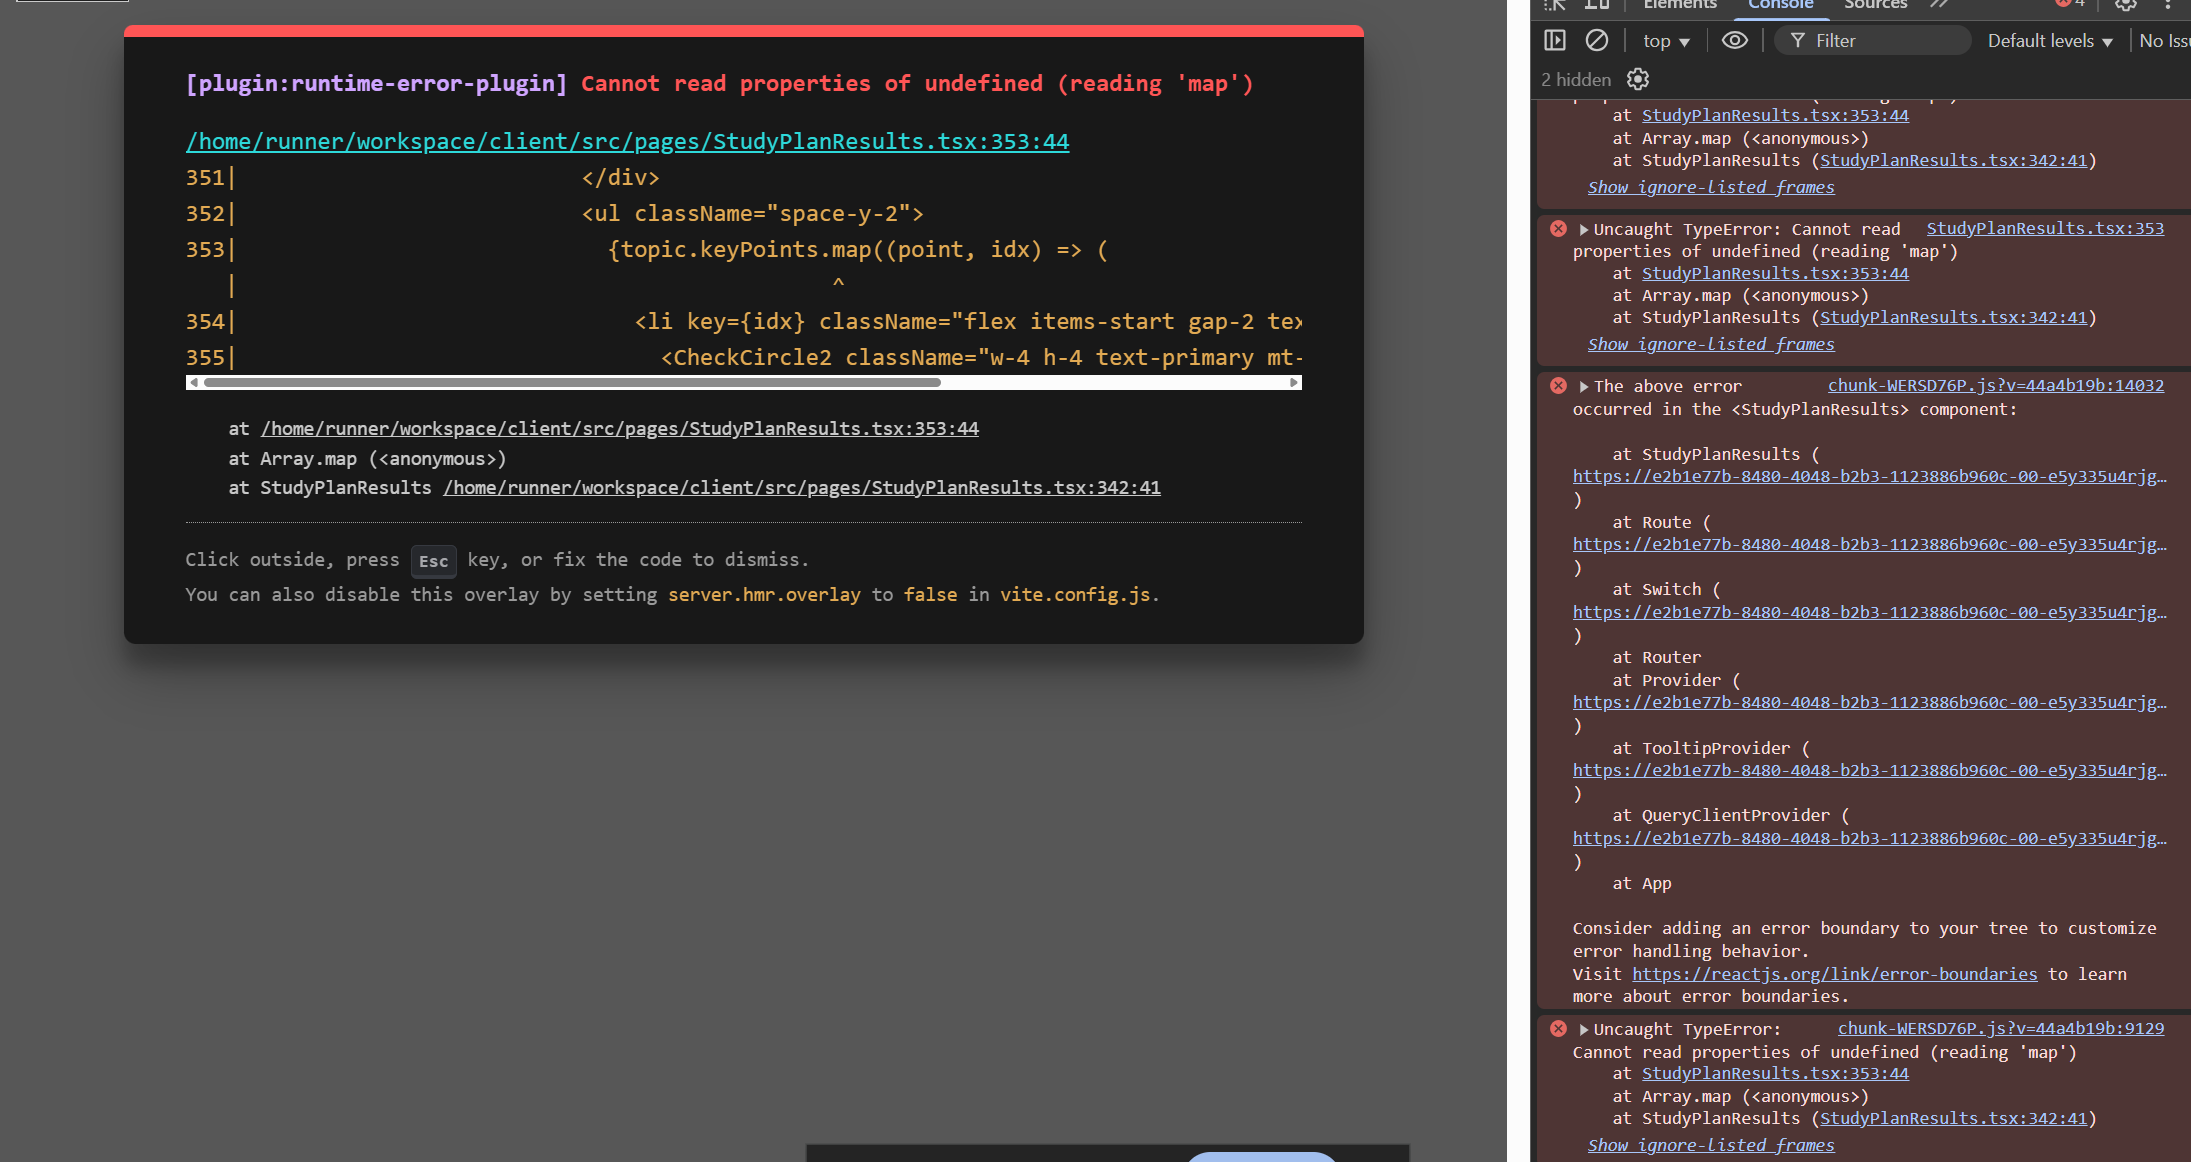 [plugin:runtime-error-plugin] Cannot read properties of undefined (reading 'map')
/home/runner/workspace/client/src/pages/StudyPlanResults.tsx:353:44
351|                          </div>
352|                          <ul className="space-y-2">
353|                            {topic.keyPoints.map((point, idx) => (
   |                                             ^
354|                              <li key={idx} className="flex items-start gap-2 tex
355|                                <CheckCircle2 className="w-4 h-4 text-primary mt-
at /home/runner/workspace/client/src/pages/StudyPlanResults.tsx:353:44
at Array.map (<anonymous>)
at StudyPlanResults /home/runner/workspace/client/src/pages/StudyPlanResults.tsx:342:41
Click outside, press Esc key, or fix the code to dismiss.
You can also disable this overlay by setting server.hmr.overlay to false in vite.config.js.
Elements Console Sources 4
top Filter Default levels No Issu
2 hidden
at StudyPlanResults.tsx:353:44
at Array.map (<anonymous>)
at StudyPlanResults (StudyPlanResults.tsx:342:41)
Show ignore-listed frames
Uncaught TypeError: Cannot read StudyPlanResults.tsx:353
properties of undefined (reading 'map')
at StudyPlanResults.tsx:353:44
at Array.map (<anonymous>)
at StudyPlanResults (StudyPlanResults.tsx:342:41)
Show ignore-listed frames
The above error chunk-WERSD76P.js?v=44a4b19b:14032
occurred in the <StudyPlanResults> component:
at StudyPlanResults (
https://e2b1e77b-8480-4048-b2b3-1123886b960c-00-e5y335u4rjg…
)
at Route (
https://e2b1e77b-8480-4048-b2b3-1123886b960c-00-e5y335u4rjg…
)
at Switch (
https://e2b1e77b-8480-4048-b2b3-1123886b960c-00-e5y335u4rjg…
)
at Router
at Provider (
https://e2b1e77b-8480-4048-b2b3-1123886b960c-00-e5y335u4rjg…
)
at TooltipProvider (
https://e2b1e77b-8480-4048-b2b3-1123886b960c-00-e5y335u4rjg…
)
at QueryClientProvider (
https://e2b1e77b-8480-4048-b2b3-1123886b960c-00-e5y335u4rjg…
)
at App
Consider adding an error boundary to your tree to customize
error handling behavior.
Visit https://reactjs.org/link/error-boundaries to learn
more about error boundaries.
Uncaught TypeError: chunk-WERSD76P.js?v=44a4b19b:9129
Cannot read properties of undefined (reading 'map')
at StudyPlanResults.tsx:353:44
at Array.map (<anonymous>)
at StudyPlanResults (StudyPlanResults.tsx:342:41)
Show ignore-listed frames